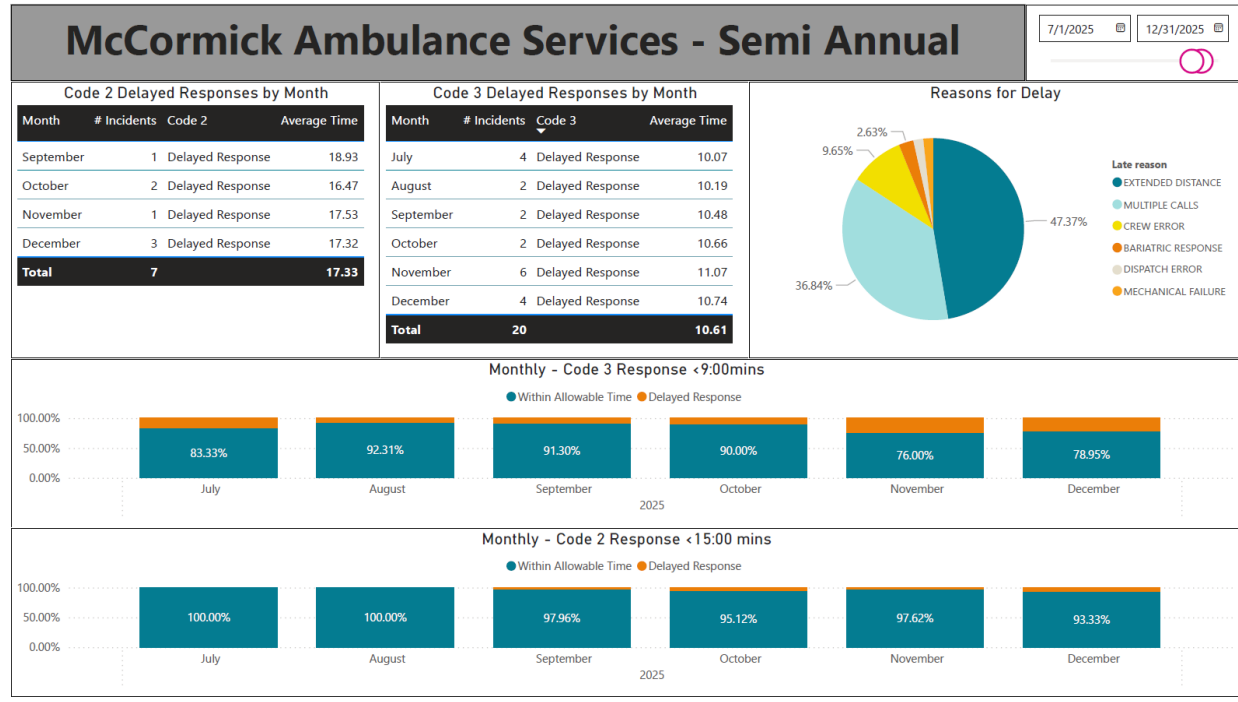 McCormick Ambulance Services - Semi Annual
7/1/2025 12/31/2025
Code 2 Delayed Responses by Month
Month # Incidents Code 2 Average Time
September 1 Delayed Response 18.93
October 2 Delayed Response 16.47
November 1 Delayed Response 17.53
December 3 Delayed Response 17.32
Total 7 17.33
Code 3 Delayed Responses by Month
Month # Incidents Code 3 Average Time
July 4 Delayed Response 10.07
August 2 Delayed Response 10.19
September 2 Delayed Response 10.48
October 2 Delayed Response 10.66
November 6 Delayed Response 11.07
December 4 Delayed Response 10.74
Total 20 10.61
Reasons for Delay
2.63%
9.65%
47.37%
36.84%
Late reason
EXTENDED DISTANCE
MULTIPLE CALLS
CREW ERROR
BARIATRIC RESPONSE
DISPATCH ERROR
MECHANICAL FAILURE
Monthly - Code 3 Response <9:00mins
Within Allowable Time Delayed Response
100.00%
50.00%
0.00%
83.33% 92.31% 91.30% 90.00% 76.00% 78.95%
July August September October November December
2025
Monthly - Code 2 Response <15:00 mins
Within Allowable Time Delayed Response
100.00%
50.00%
0.00%
100.00% 100.00% 97.96% 95.12% 97.62% 93.33%
July August September October November December
2025